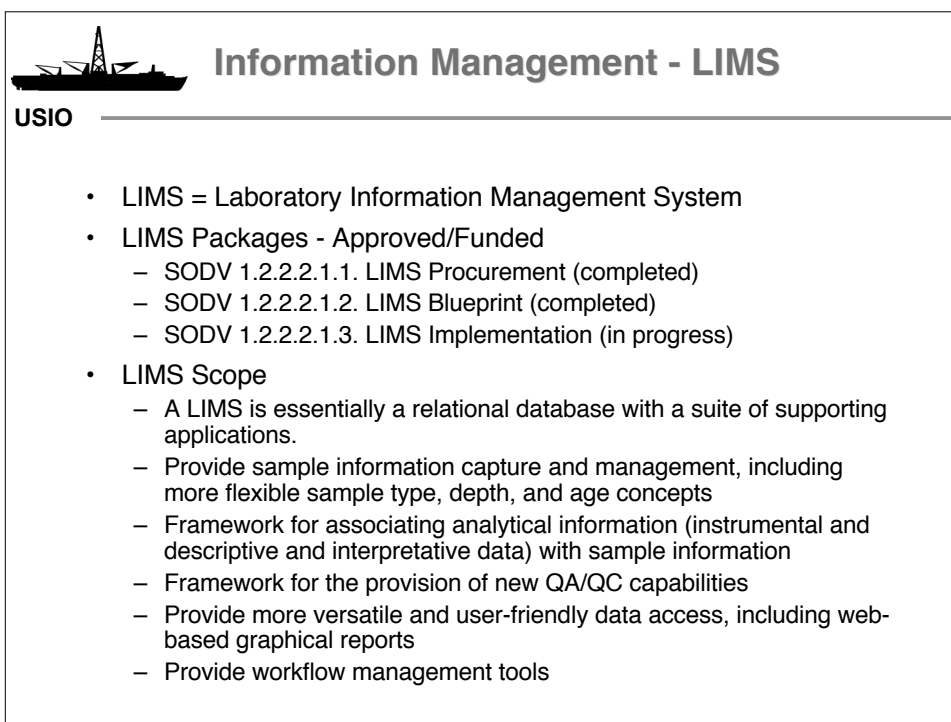 Information Management - LIMS
USIO
• LIMS = Laboratory Information Management System
• LIMS Packages - Approved/Funded
– SODV 1.2.2.2.1.1. LIMS Procurement (completed)
– SODV 1.2.2.2.1.2. LIMS Blueprint (completed)
– SODV 1.2.2.2.1.3. LIMS Implementation (in progress)
• LIMS Scope
– A LIMS is essentially a relational database with a suite of supporting
applications.
– Provide sample information capture and management, including
more flexible sample type, depth, and age concepts
– Framework for associating analytical information (instrumental and
descriptive and interpretative data) with sample information
– Framework for the provision of new QA/QC capabilities
– Provide more versatile and user-friendly data access, including web-
based graphical reports
– Provide workflow management tools